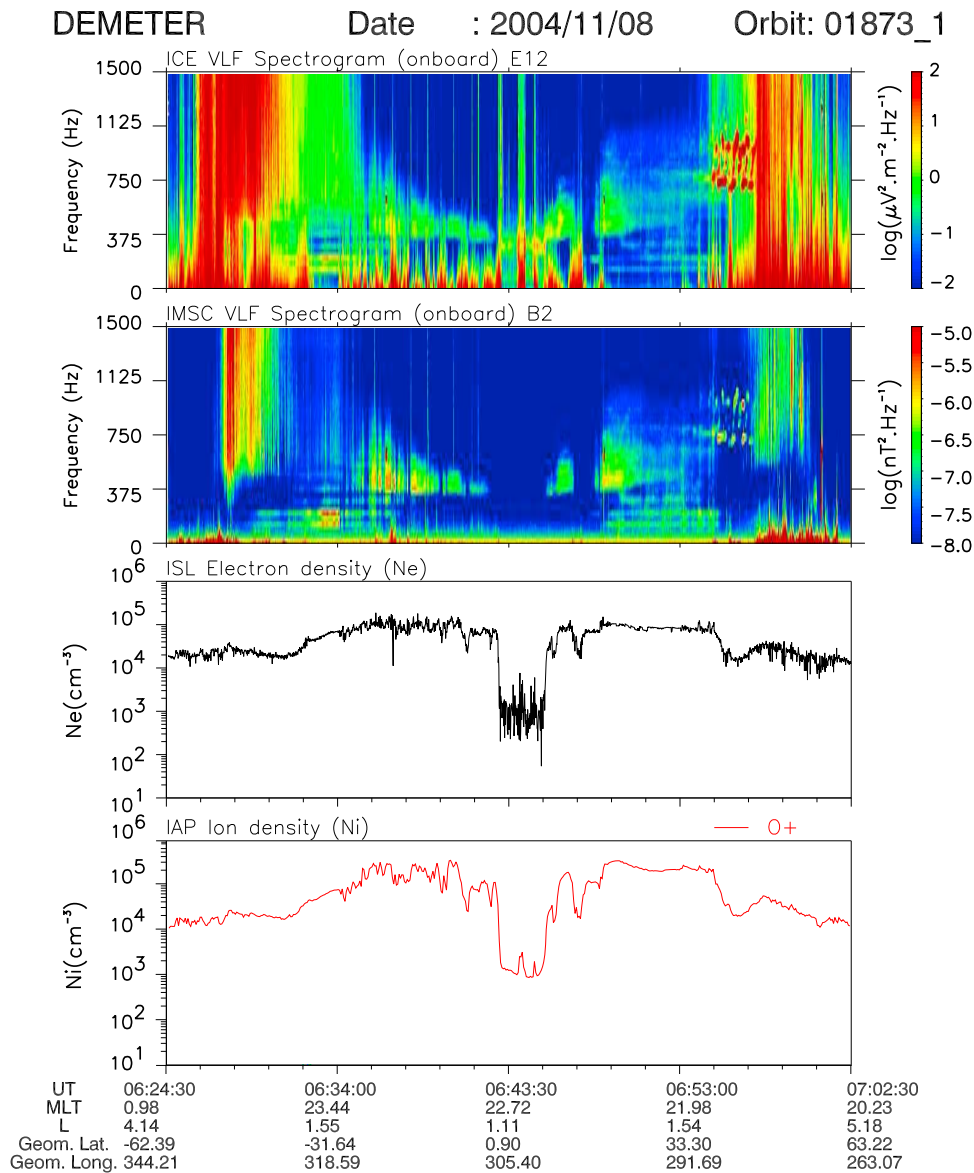 DEMETER Date : 2004/11/08 Orbit: 01873_1
ICE VLF Spectrogram (onboard) E12
1500
1125
750
375
0
Frequency (Hz)
2
1
0
−1
−2
log(μV².m⁻².Hz⁻¹)
IMSC VLF Spectrogram (onboard) B2
1500
1125
750
375
0
Frequency (Hz)
−5.0
−5.5
−6.0
−6.5
−7.0
−7.5
−8.0
log(nT².Hz⁻¹)
ISL Electron density (Ne)
10⁶
10⁵
10⁴
10³
10²
10¹
Ne(cm⁻³)
IAP Ion density (Ni)
O+
10⁶
10⁵
10⁴
10³
10²
10¹
Ni(cm⁻³)
UT 06:24:30 06:34:00 06:43:30 06:53:00 07:02:30
MLT 0.98 23.44 22.72 21.98 20.23
L 4.14 1.55 1.11 1.54 5.18
Geom. Lat. -62.39 -31.64 0.90 33.30 63.22
Geom. Long. 344.21 318.59 305.40 291.69 263.07